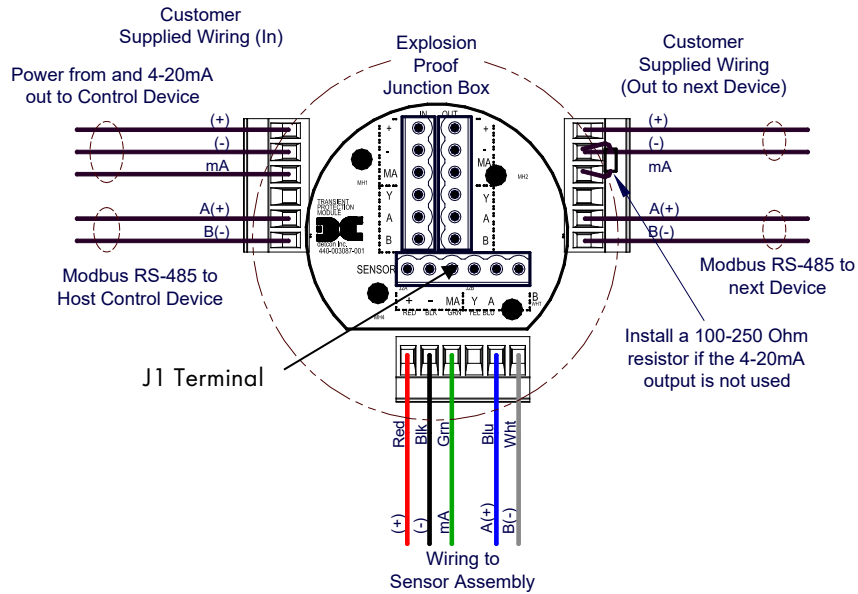 Customer
Supplied Wiring (In)
Power from and 4-20mA
out to Control Device
(+)
(-)
mA
A(+)
B(-)
Modbus RS-485 to
Host Control Device
Explosion
Proof
Junction Box
Customer
Supplied Wiring
(Out to next Device)
(+)
(-)
mA
A(+)
B(-)
Modbus RS-485 to
next Device
Install a 100-250 Ohm
resistor if the 4-20mA
output is not used
IN OUT
+ +
- -
MA MA
Y Y
A A
B B
MH1
MH2
TRANSIENT
PROTECTION
MODULE
detcon inc.
440-003087-001
SENSOR
J2A J2B
+ - MA Y A B
RED BLK GRN YEL BLU WHT
MH4
J1 Terminal
Red Blk Grn Blu Wht
(+) (-) mA A(+) B(-)
Wiring to
Sensor Assembly